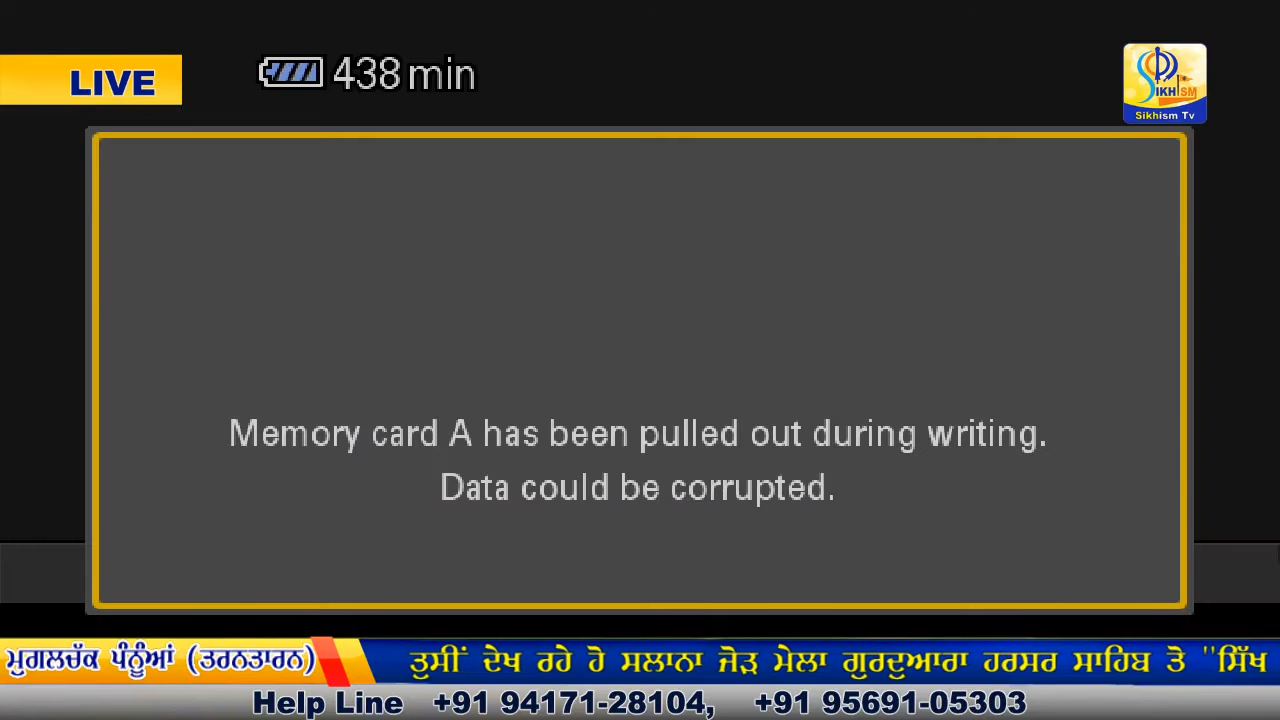 LIVE
438 min
SIKHISM
Sikhism Tv
Memory card A has been pulled out during writing.
Data could be corrupted.
ਮੁਗਲਚੱਕ ਪੰਨੂੰਆਂ (ਤਰਨਤਾਰਨ)
ਤੁਸੀਂ ਦੇਖ ਰਹੇ ਹੋ ਸਲਾਨਾ ਜੋੜ ਮੇਲਾ ਗੁਰਦੁਆਰਾ ਹਰਸਰ ਸਾਹਿਬ ਤੋ "ਸਿੱਖ
Help Line +91 94171-28104, +91 95691-05303